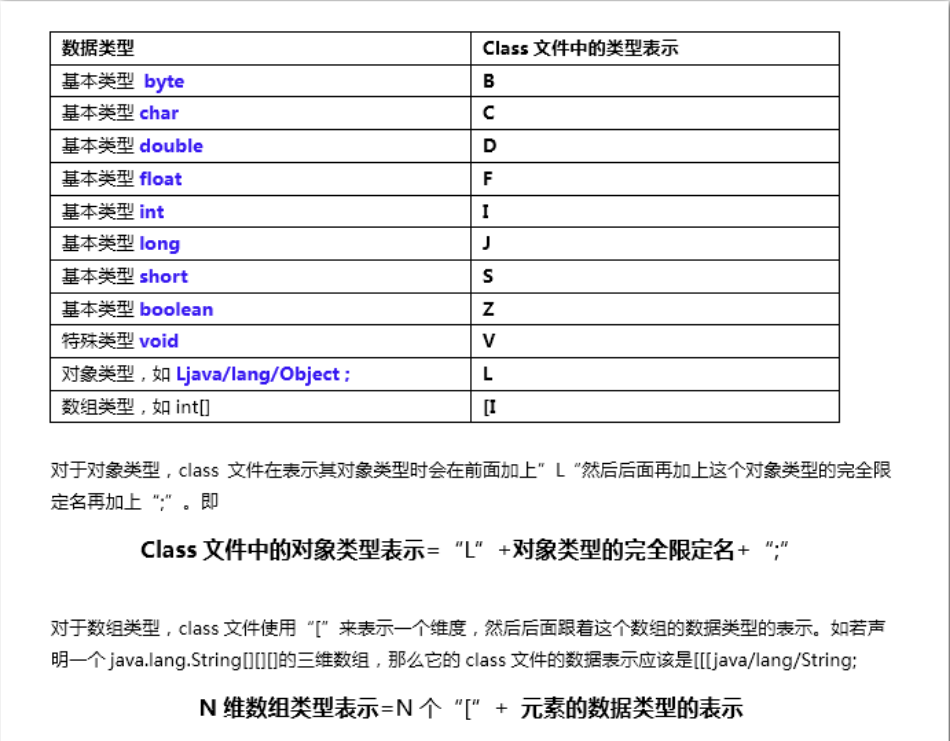 数据类型 Class 文件中的类型表示
基本类型 byte B
基本类型 char C
基本类型 double D
基本类型 float F
基本类型 int I
基本类型 long J
基本类型 short S
基本类型 boolean Z
特殊类型 void V
对象类型，如 Ljava/lang/Object ; L
数组类型，如 int[] [I
对于对象类型，class 文件在表示其对象类型时会在前面加上” L “然后后面再加上这个对象类型的完全限
定名再加上“;” 。即
Class 文件中的对象类型表示=“L” +对象类型的完全限定名+“;“
对于数组类型，class 文件使用“[” 来表示一个维度，然后后面跟着这个数组的数据类型的表示。如若声
明一个 java.lang.String[][][]的三维数组，那么它的 class 文件的数据表示应该是[[[java/lang/String;
N 维数组类型表示=N 个“[“ + 元素的数据类型的表示